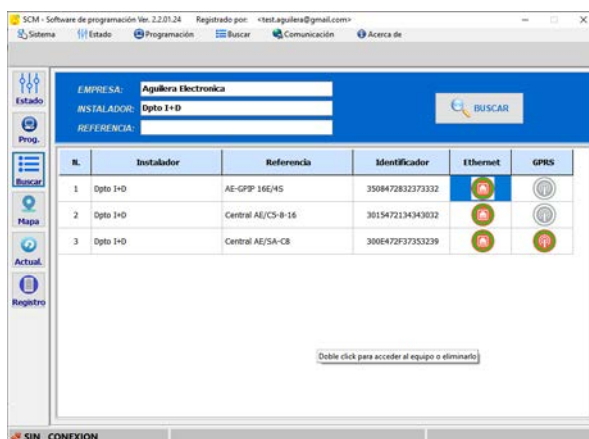 SCM - Software de programación Ver. 2.2.01.24 Registrado por: <test.aguilera@gmail.com>
Sistema Estado Programación Buscar Comunicación Acerca de
Estado
Prog.
Buscar
Mapa
Actual.
Registro
EMPRESA: Aguilera Electronica
INSTALADOR: Dpto I+D
REFERENCIA:
BUSCAR
N. Instalador Referencia Identificador Ethernet GPRS
1 Dpto I+D AE-GPIP 16E/4S 3508472832373332
2 Dpto I+D Central AE/C5-8-16 3015472134343032
3 Dpto I+D Central AE/SA-C8 300E472F37353239
Doble click para acceder al equipo o eliminarlo
SIN CONEXION